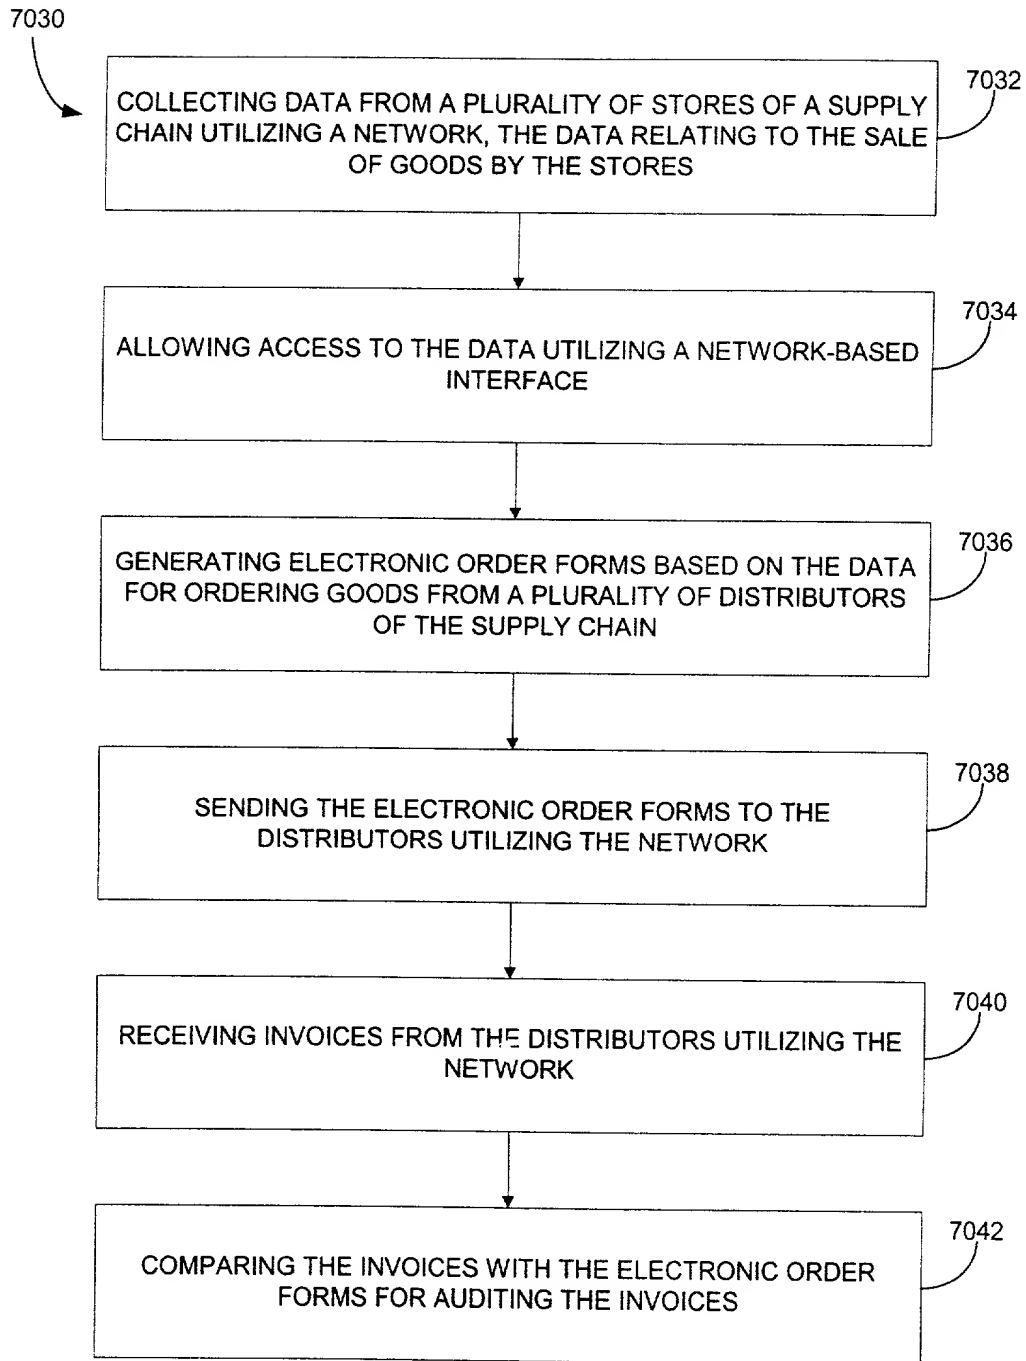 7030
7032
COLLECTING DATA FROM A PLURALITY OF STORES OF A SUPPLY
CHAIN UTILIZING A NETWORK, THE DATA RELATING TO THE SALE
OF GOODS BY THE STORES
7034
ALLOWING ACCESS TO THE DATA UTILIZING A NETWORK-BASED
INTERFACE
7036
GENERATING ELECTRONIC ORDER FORMS BASED ON THE DATA
FOR ORDERING GOODS FROM A PLURALITY OF DISTRIBUTORS
OF THE SUPPLY CHAIN
7038
SENDING THE ELECTRONIC ORDER FORMS TO THE
DISTRIBUTORS UTILIZING THE NETWORK
7040
RECEIVING INVOICES FROM THE DISTRIBUTORS UTILIZING THE
NETWORK
7042
COMPARING THE INVOICES WITH THE ELECTRONIC ORDER
FORMS FOR AUDITING THE INVOICES